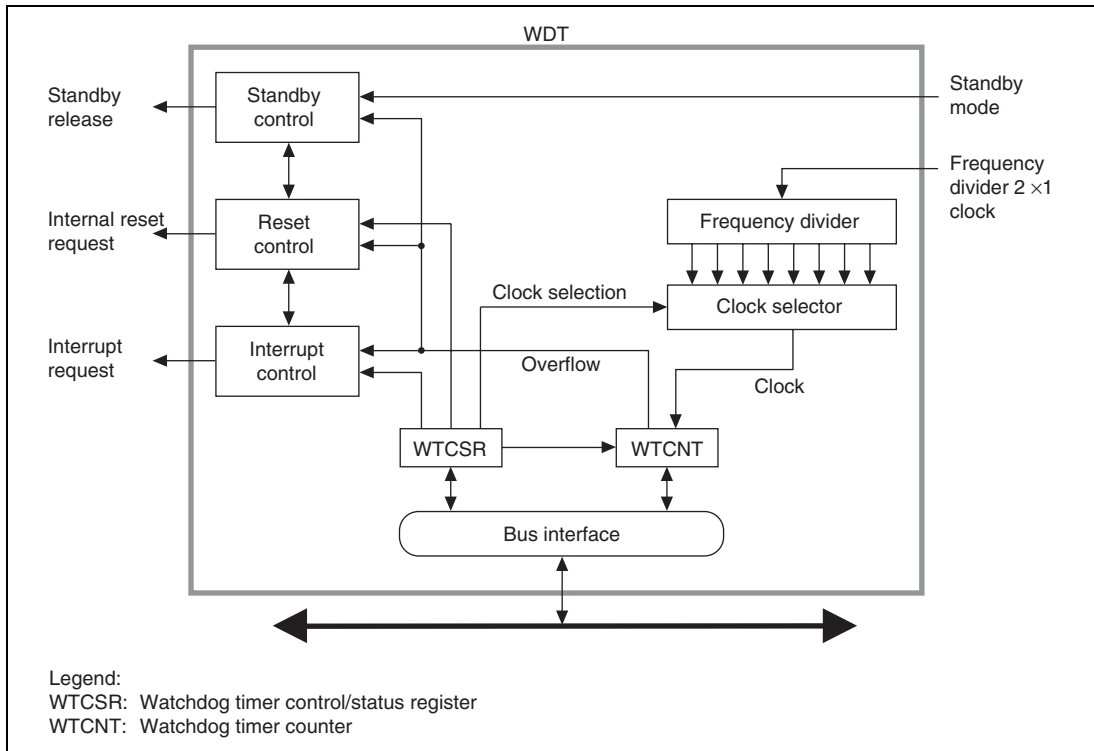 WDT
Standby
release
Standby
control
Standby
mode
Frequency
divider 2 ×1
clock
Internal reset
request
Reset
control
Frequency divider
Clock selection
Clock selector
Interrupt
request
Interrupt
control
Overflow
Clock
WTCSR
WTCNT
Bus interface
Legend:
WTCSR: Watchdog timer control/status register
WTCNT: Watchdog timer counter